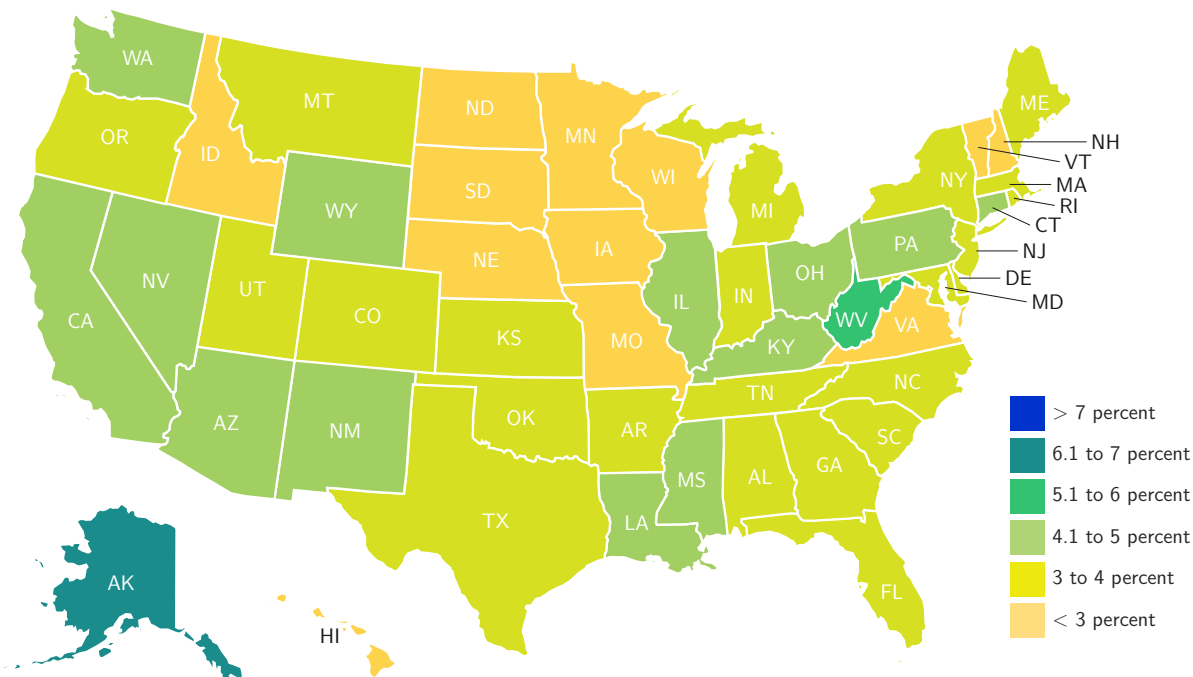 WA
MT
ND
MN
ME
OR
ID
NH
VT
WI
NY
MA
SD
RI
WY
MI
CT
PA
NJ
IA
NE
OH
DE
NV
UT
IN
IL
MD
CO
WV
VA
CA
KS
MO
KY
NC
TN
> 7 percent
OK
AZ
NM
AR
SC
6.1 to 7 percent
GA
AL
MS
5.1 to 6 percent
TX
LA
4.1 to 5 percent
AK
3 to 4 percent
FL
< 3 percent
HI